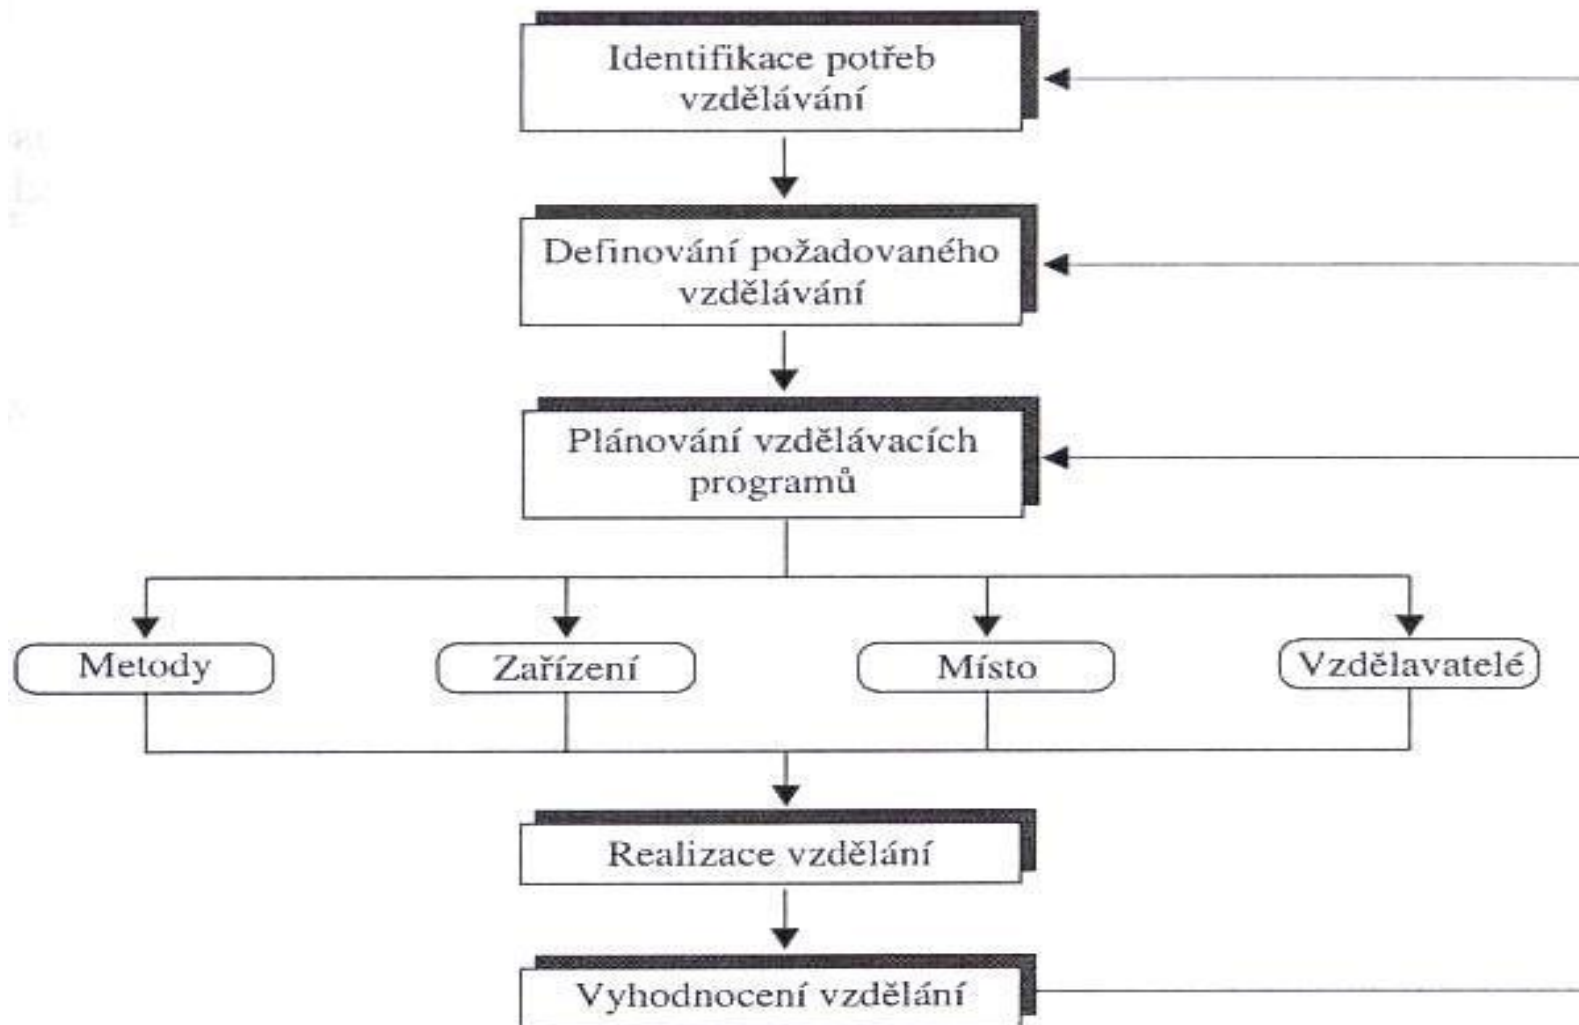 Identifikace potřeb
vzdělávání
Definování požadovaného
vzdělávání
Plánování vzdělávacích
programů
Metody
Zařízení
Místo
Vzdělavatelé
Realizace vzdělání
Vyhodnocení vzdělání